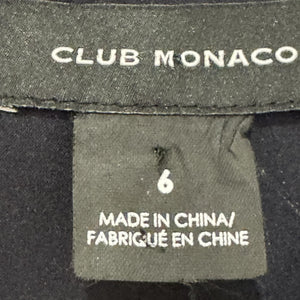 CLUB MONACO
6
MADE IN CHINA/
FABRIQUÉ EN CHINE